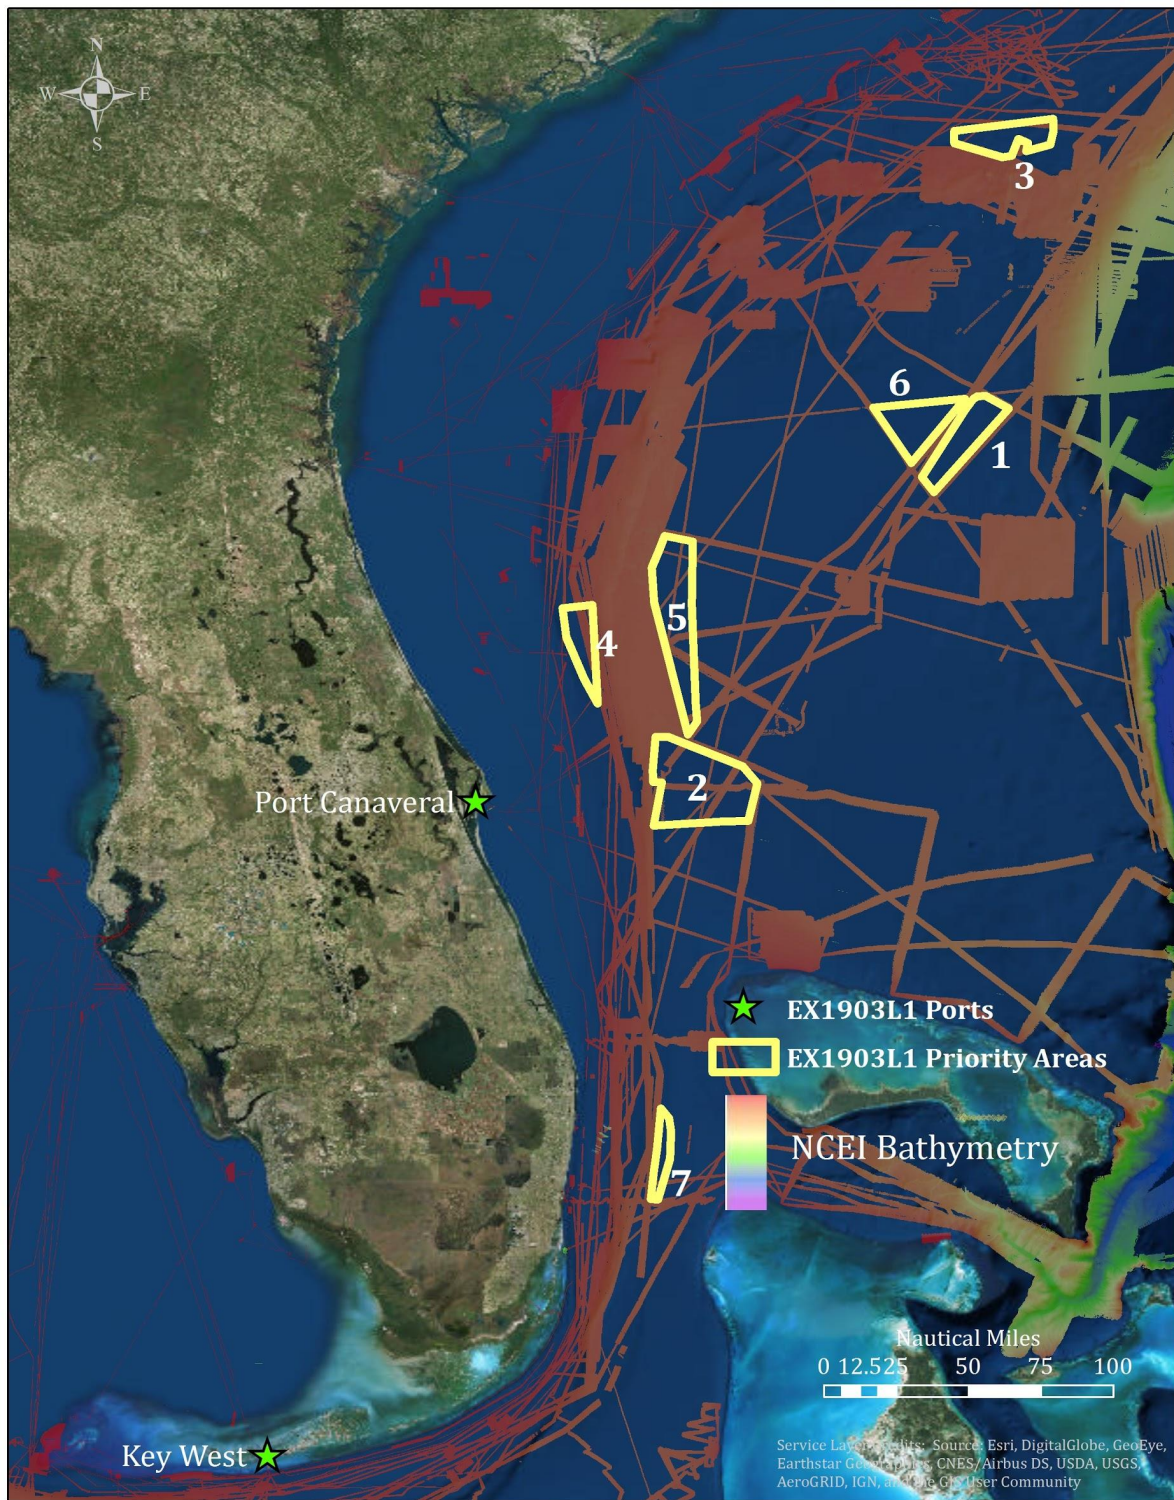 N
W E
S
3
6
1
5
4
2
Port Canaveral
EX1903L1 Ports
EX1903L1 Priority Areas
NCEI Bathymetry
7
Nautical Miles
0 12.525 50 75 100
Key West
Service Layer Credits: Source: Esri, DigitalGlobe, GeoEye,
Earthstar Geographics, CNES/Airbus DS, USDA, USGS,
AeroGRID, IGN, and the GIS User Community